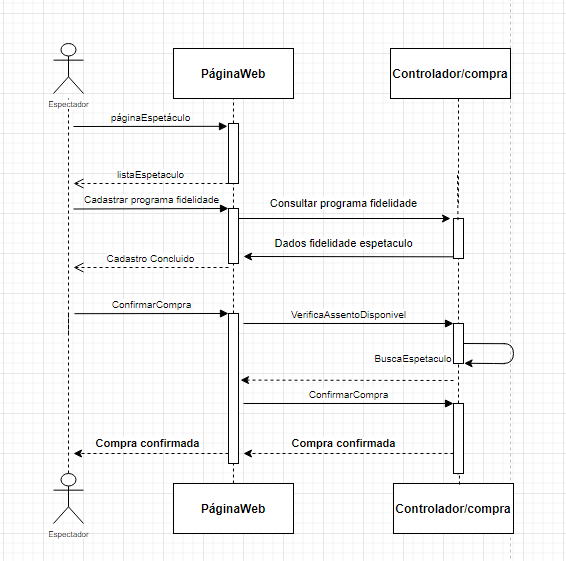 Espectador
PáginaWeb
Controlador/compra
páginaEspetáculo
listaEspetaculo
Cadastrar programa fidelidade
Consultar programa fidelidade
Dados fidelidade espetaculo
Cadastro Concluido
ConfirmarCompra
VerificaAssentoDisponivel
BuscaEspetaculo
ConfirmarCompra
Compra confirmada
Compra confirmada
Espectador
PáginaWeb
Controlador/compra